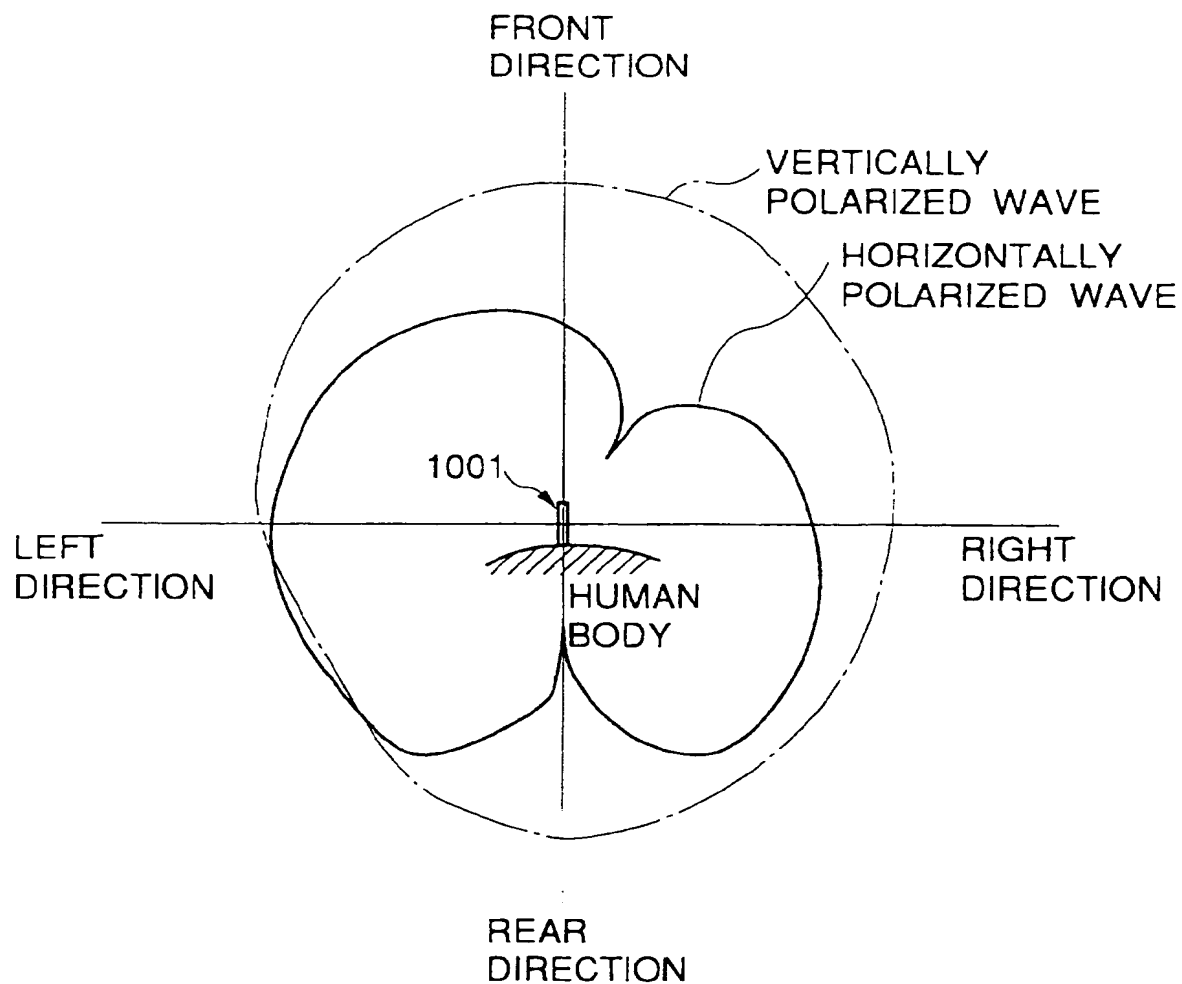 FRONT
DIRECTION
VERTICALLY
POLARIZED WAVE
HORIZONTALLY
POLARIZED WAVE
1001
LEFT
DIRECTION
RIGHT
DIRECTION
HUMAN
BODY
REAR
DIRECTION